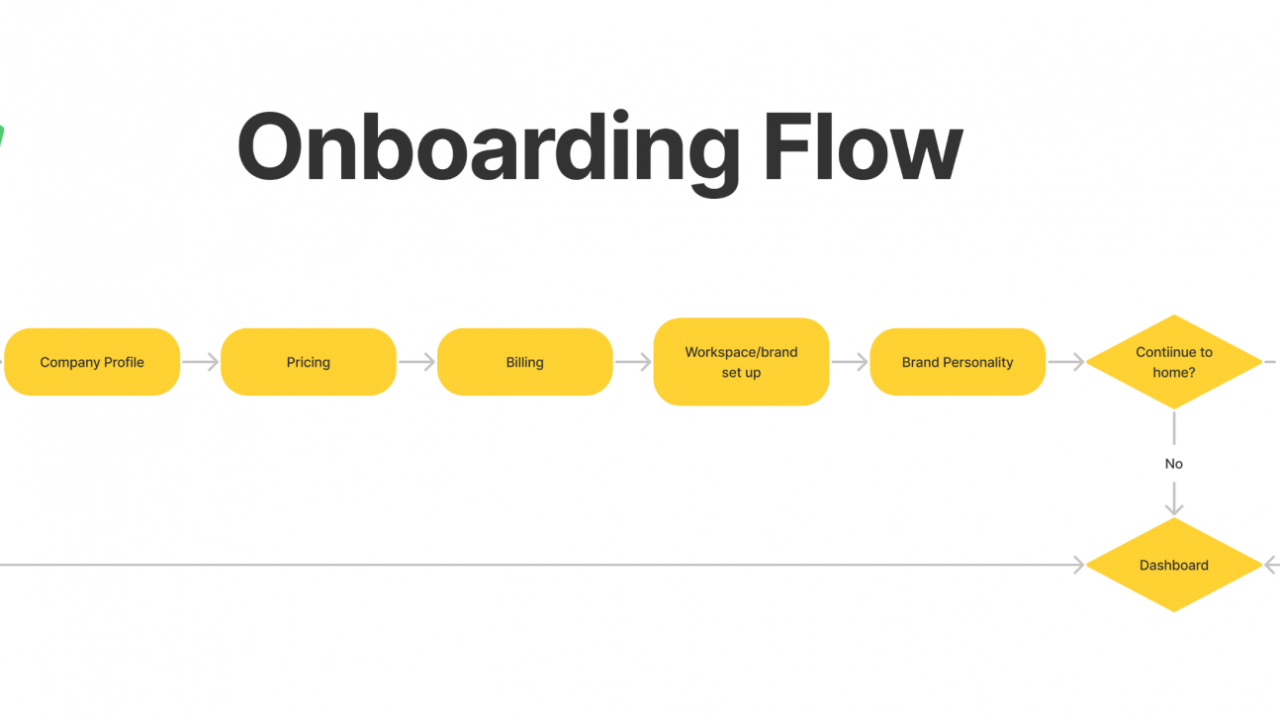 Onboarding Flow
Company Profile
Pricing
Billing
Workspace/brand
set up
Brand Personality
Contiinue to
home?
No
Dashboard